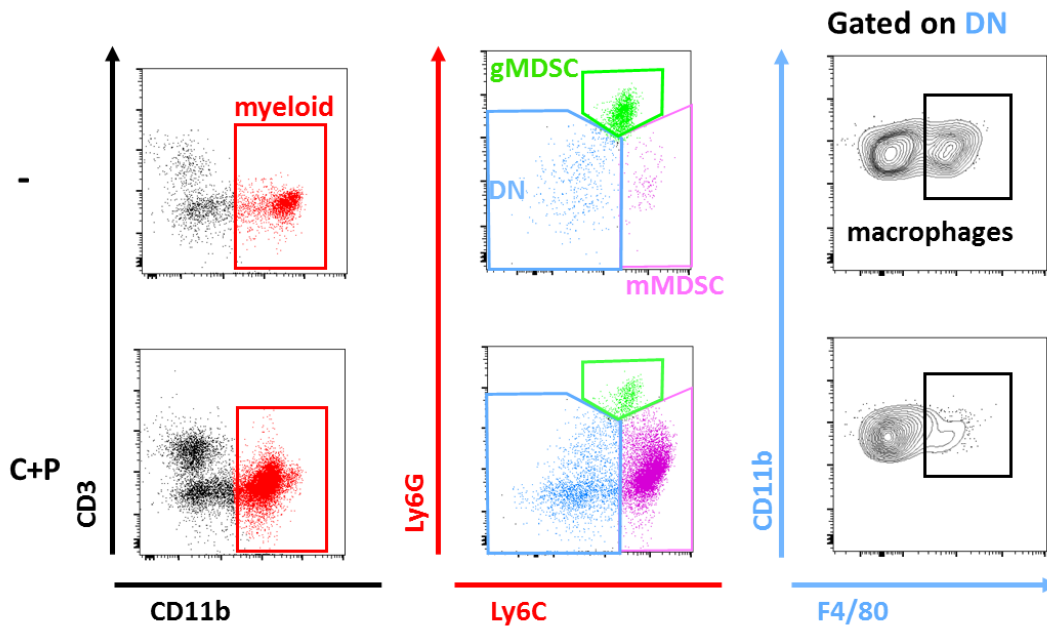 Gated on DN
gMDSC
myeloid
-
DN
macrophages
mMDSC
C+P
CD3
Ly6G
CD11b
CD11b
Ly6C
F4/80